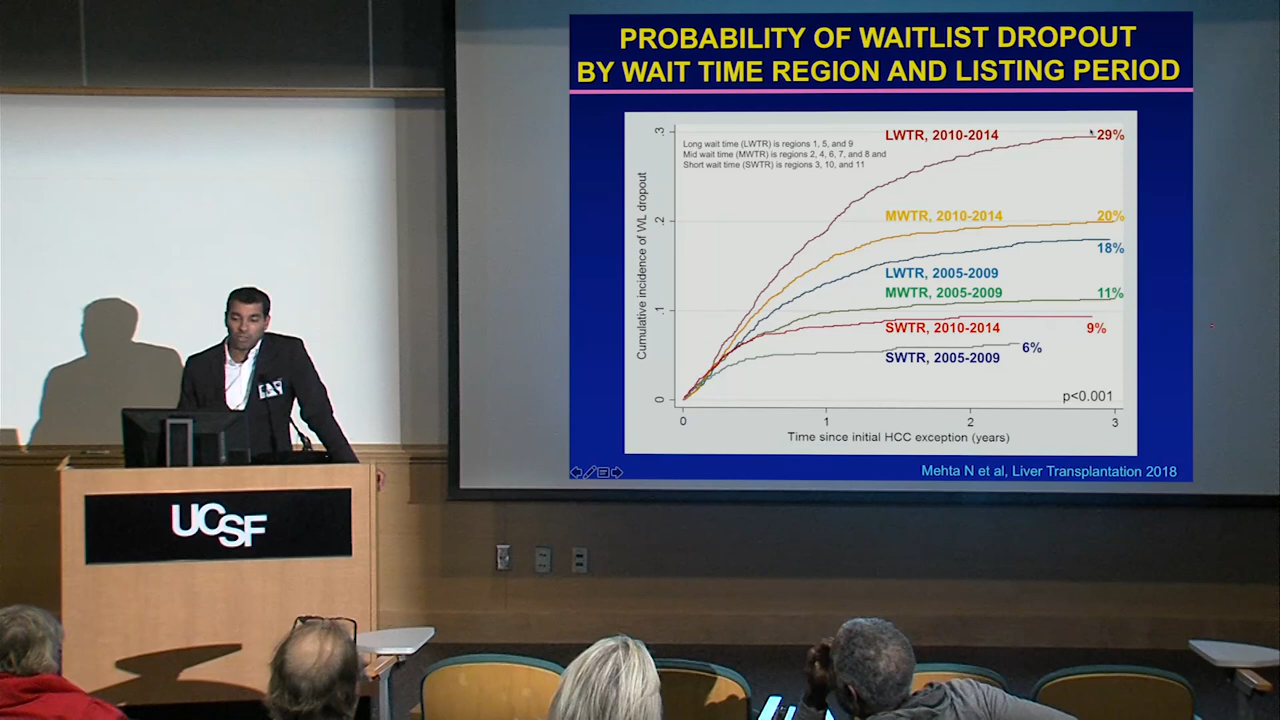 PROBABILITY OF WAITLIST DROPOUT
BY WAIT TIME REGION AND LISTING PERIOD
Cumulative incidence of WL dropout
.3
.2
.1
0
Long wait time (LWTR) is regions 1, 5, and 9
Mid wait time (MWTR) is regions 2, 4, 6, 7, and 8 and
Short wait time (SWTR) is regions 3, 10, and 11
LWTR, 2010-2014 29%
MWTR, 2010-2014 20%
18%
LWTR, 2005-2009
MWTR, 2005-2009 11%
SWTR, 2010-2014 9%
6%
SWTR, 2005-2009
p<0.001
0 1 2 3
Time since initial HCC exception (years)
Mehta N et al, Liver Transplantation 2018
UCSF